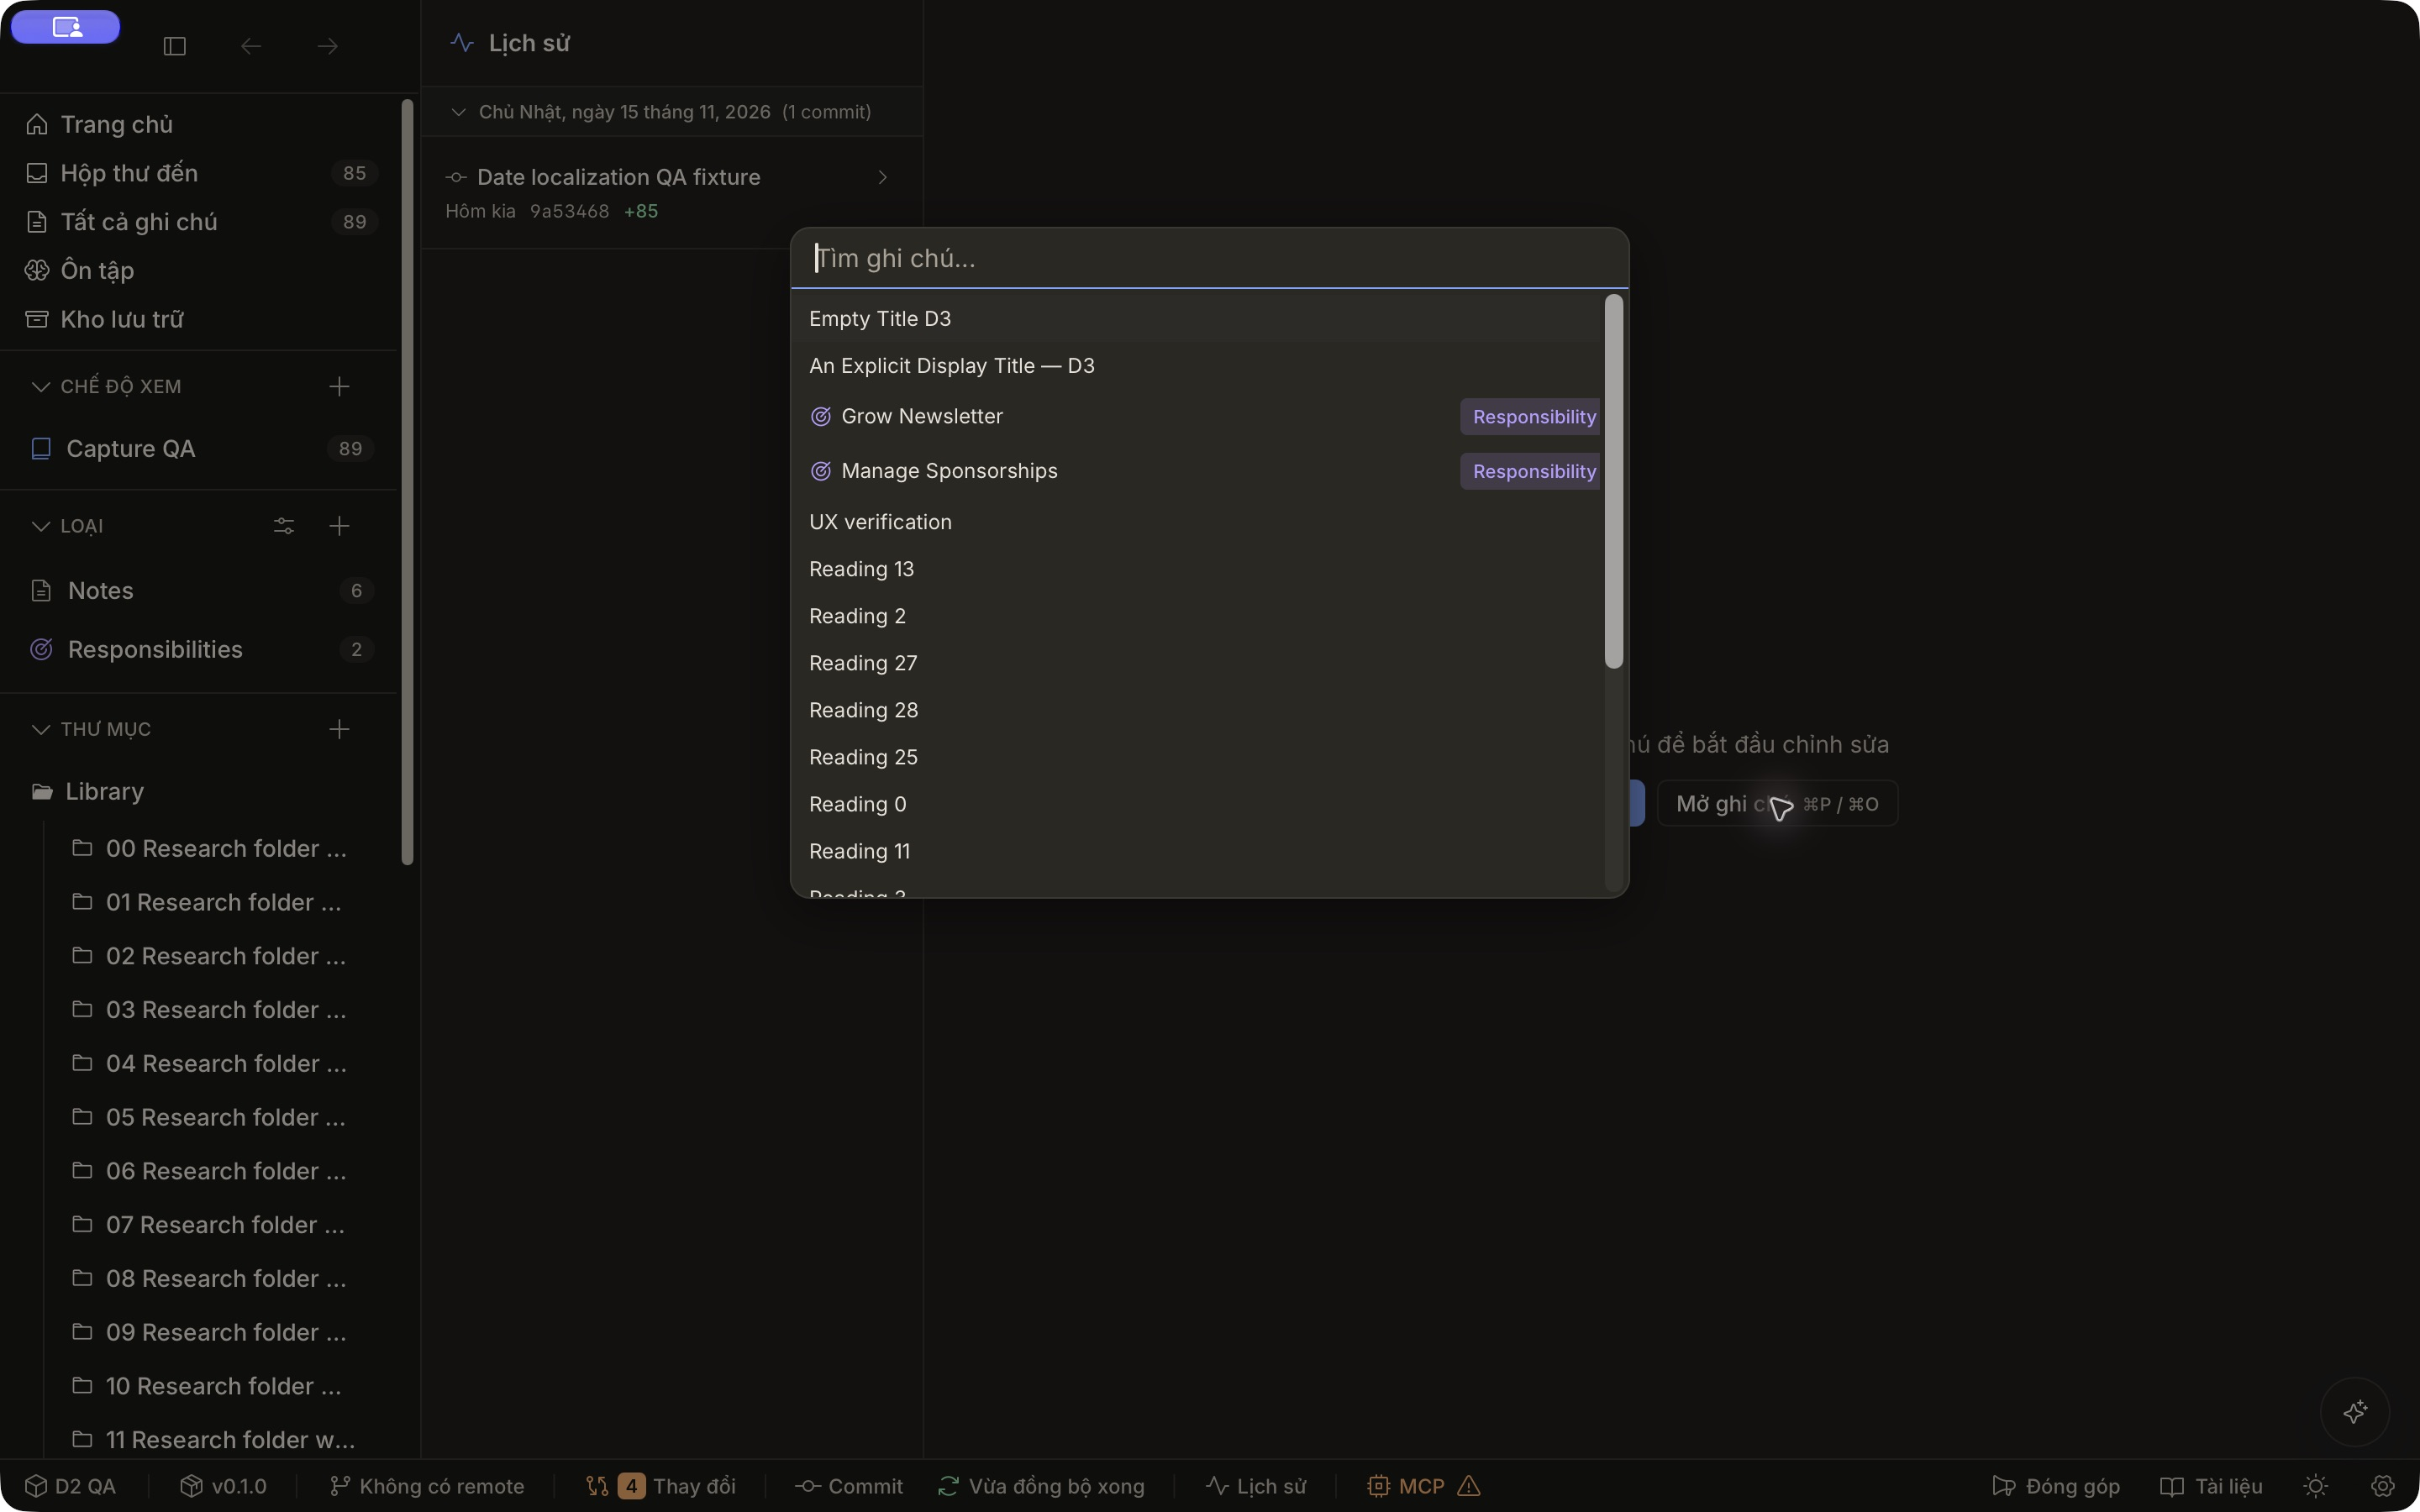 Trang chủ
Hộp thư đến 85
Tất cả ghi chú 89
Ôn tập
Kho lưu trữ
CHẾ ĐỘ XEM
Capture QA 89
LOẠI
Notes 6
Responsibilities 2
THƯ MỤC
Library
00 Research folder ...
01 Research folder ...
02 Research folder ...
03 Research folder ...
04 Research folder ...
05 Research folder ...
06 Research folder ...
07 Research folder ...
08 Research folder ...
09 Research folder ...
10 Research folder ...
11 Research folder w...
Lịch sử
Chủ Nhật, ngày 15 tháng 11, 2026 (1 commit)
Date localization QA fixture
Hôm kia 9a53468 +85
Tìm ghi chú...
Empty Title D3
An Explicit Display Title — D3
Grow Newsletter Responsibility
Manage Sponsorships Responsibility
UX verification
Reading 13
Reading 2
Reading 27
Reading 28
Reading 25
Reading 0
Reading 11
để bắt đầu chỉnh sửa
Mở ghi ⌘P / ⌘O
D2 QA v0.1.0 Không có remote 4 Thay đổi Commit Vừa đồng bộ xong Lịch sử MCP Đóng góp Tài liệu